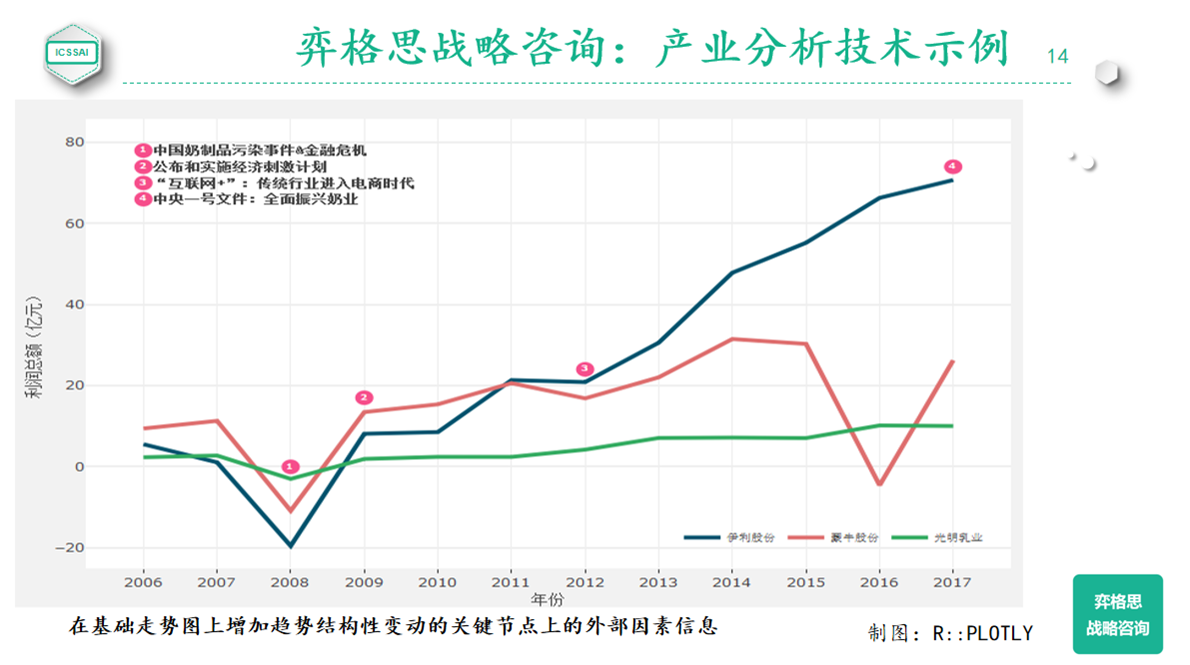 ICSSAI
弈格思战略咨询：产业分析技术示例
14
①中国奶制品污染事件&金融危机
②公布和实施经济刺激计划
③“互联网+”：传统行业进入电商时代
④中央一号文件：全面振兴奶业
80
60
40
20
0
−20
利润总额（亿元）
1
2
3
4
伊利股份 蒙牛股份 光明乳业
2006 2007 2008 2009 2010 2011 2012 2013 2014 2015 2016 2017
年份
在基础走势图上增加趋势结构性变动的关键节点上的外部因素信息
制图：R::PLOTLY
弈格思
战略咨询